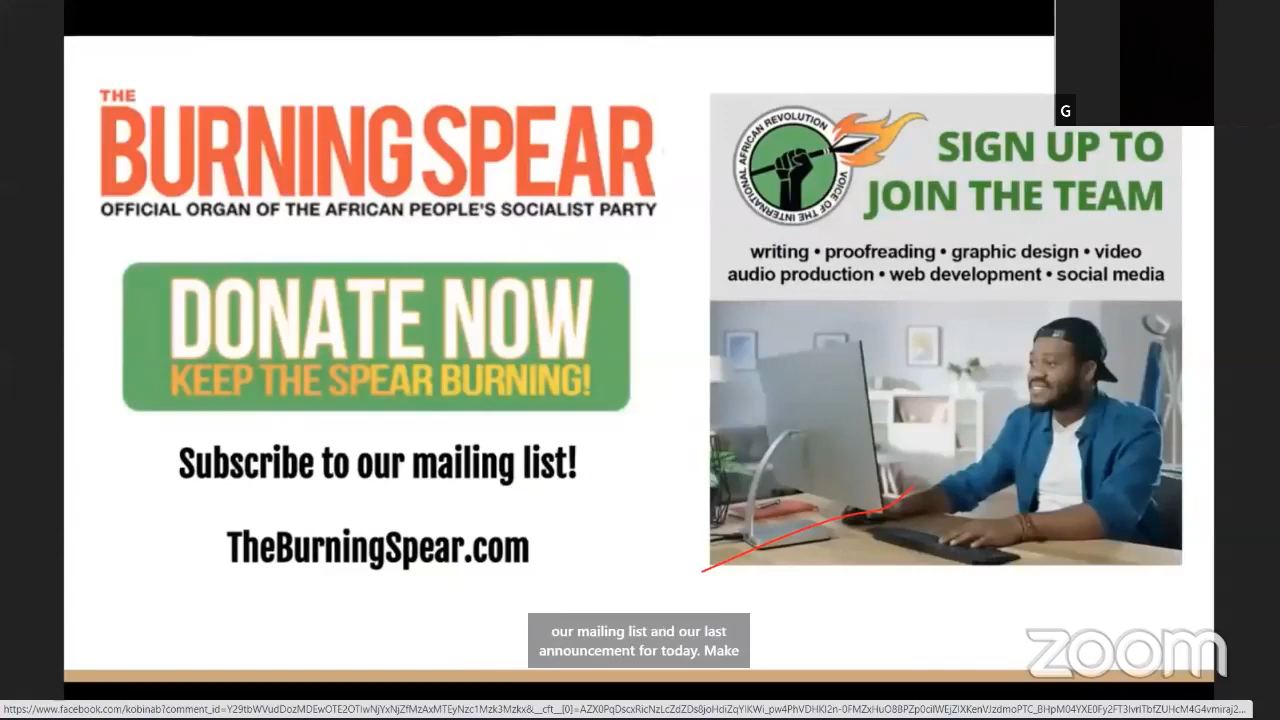 THE
BURNING SPEAR
OFFICIAL ORGAN OF THE AFRICAN PEOPLE'S SOCIALIST PARTY
DONATE NOW
KEEP THE SPEAR BURNING!
Subscribe to our mailing list!
TheBurningSpear.com
G
VOICE OF THE INTERNATIONAL AFRICAN REVOLUTION
SIGN UP TO
JOIN THE TEAM
writing • proofreading • graphic design • video
audio production • web development • social media
our mailing list and our last
announcement for today. Make
zoom